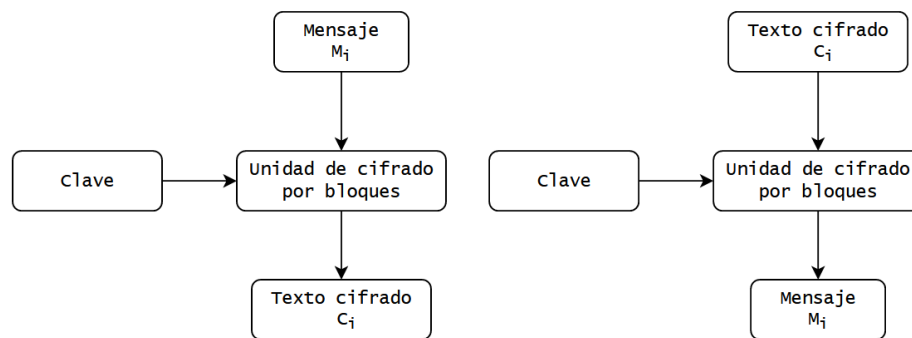 Mensaje
Mi
Clave
Unidad de cifrado
por bloques
Texto cifrado
Ci
Texto cifrado
Ci
Clave
Unidad de cifrado
por bloques
Mensaje
Mi